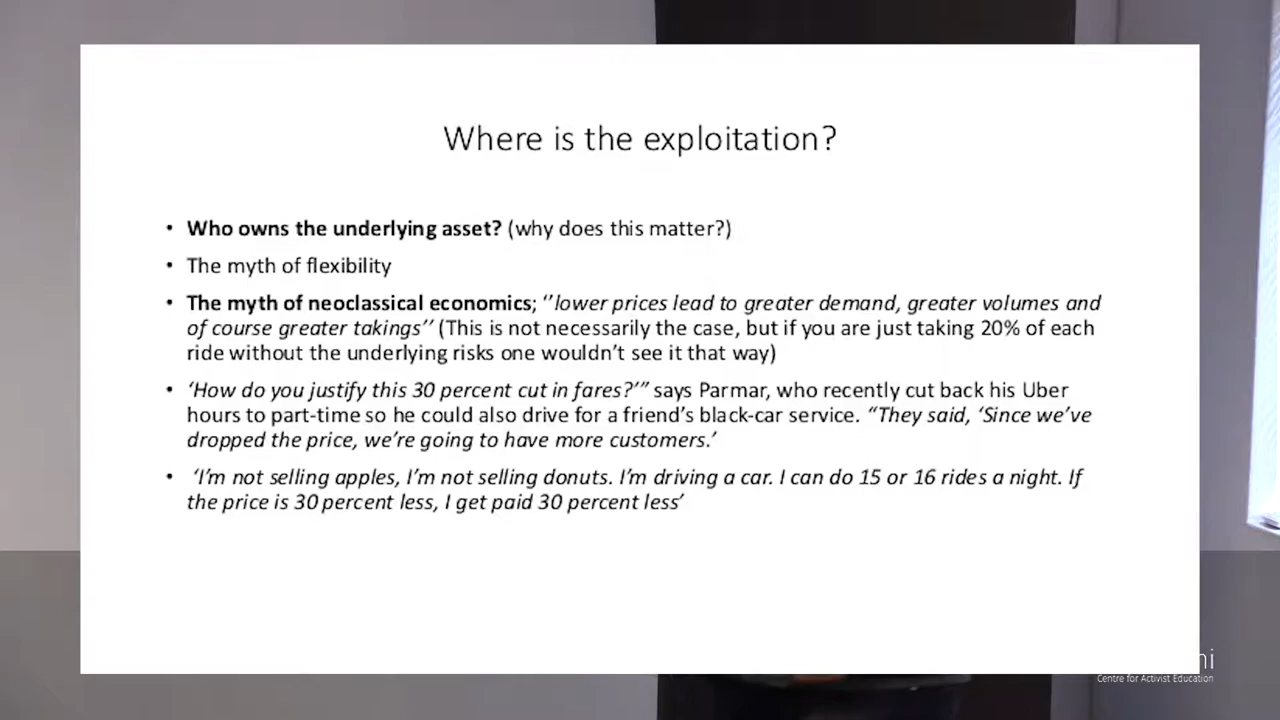 Where is the exploitation?
• Who owns the underlying asset? (why does this matter?)
• The myth of flexibility
• The myth of neoclassical economics; ‘’lower prices lead to greater demand, greater volumes and
of course greater takings’’ (This is not necessarily the case, but if you are just taking 20% of each
ride without the underlying risks one wouldn’t see it that way)
• ‘How do you justify this 30 percent cut in fares?’” says Parmar, who recently cut back his Uber
hours to part-time so he could also drive for a friend’s black-car service. “They said, ‘Since we’ve
dropped the price, we’re going to have more customers.’
• ‘I’m not selling apples, I’m not selling donuts. I’m driving a car. I can do 15 or 16 rides a night. If
the price is 30 percent less, I get paid 30 percent less’
Centre for Activist Education